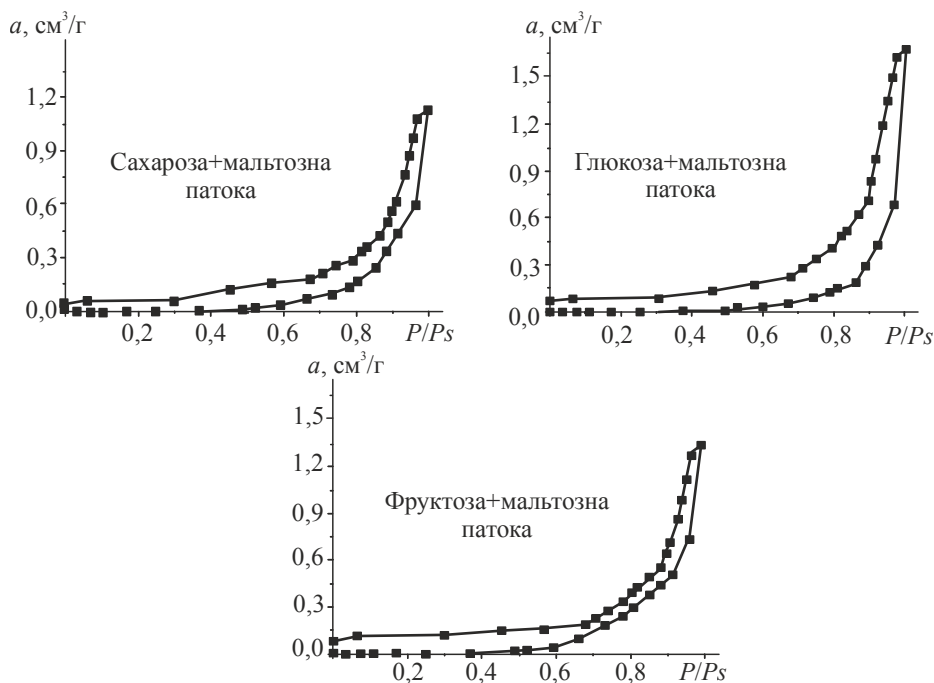 a, см³/г
1,2
0,9
0,6
0,3
0,0
Сахароза+мальтозна
патока
0,2 0,4 0,6 0,8 P/Ps
a, см³/г
1,5
1,2
0,9
0,6
0,3
0,0
Глюкоза+мальтозна
патока
0,2 0,4 0,6 0,8 P/Ps
a, см³/г
1,5
1,2
0,9
0,6
0,3
0,0
Фруктоза+мальтозна
патока
0,2 0,4 0,6 0,8 P/Ps